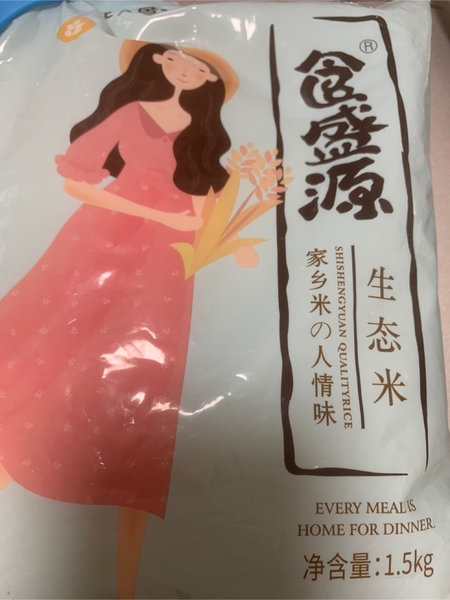 食盛源
®
生态米
SHISHENGYUAN QUALITYRICE
家乡米の人情味
EVERY MEAL IS
HOME FOR DINNER.
净含量:1.5kg